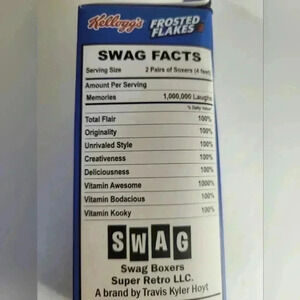 Kellogg's FROSTED FLAKES
SWAG FACTS
Serving Size 2 Pairs of Boxers (4 feet)
Amount Per Serving
Memories 1,000,000 Laughs
% Daily Value
Total Flair 100%
Originality 100%
Unrivaled Style 100%
Creativeness 100%
Deliciousness 100%
Vitamin Awesome 1000%
Vitamin Bodacious 100%
Vitamin Kooky 100%
SWAG
Swag Boxers
Super Retro LLC.
A brand by Travis Kyler Hoyt